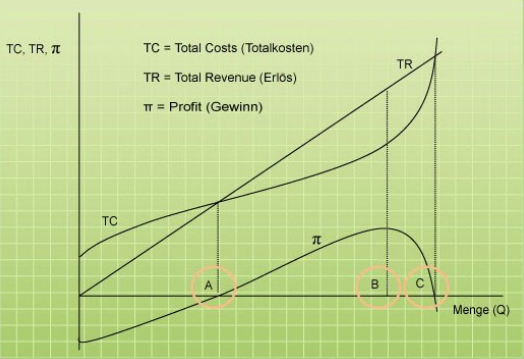 TC, TR, π
TC = Total Costs (Totalkosten)
TR = Total Revenue (Erlös)
π = Profit (Gewinn)
TR
TC
π
A
B
C
Menge (Q)